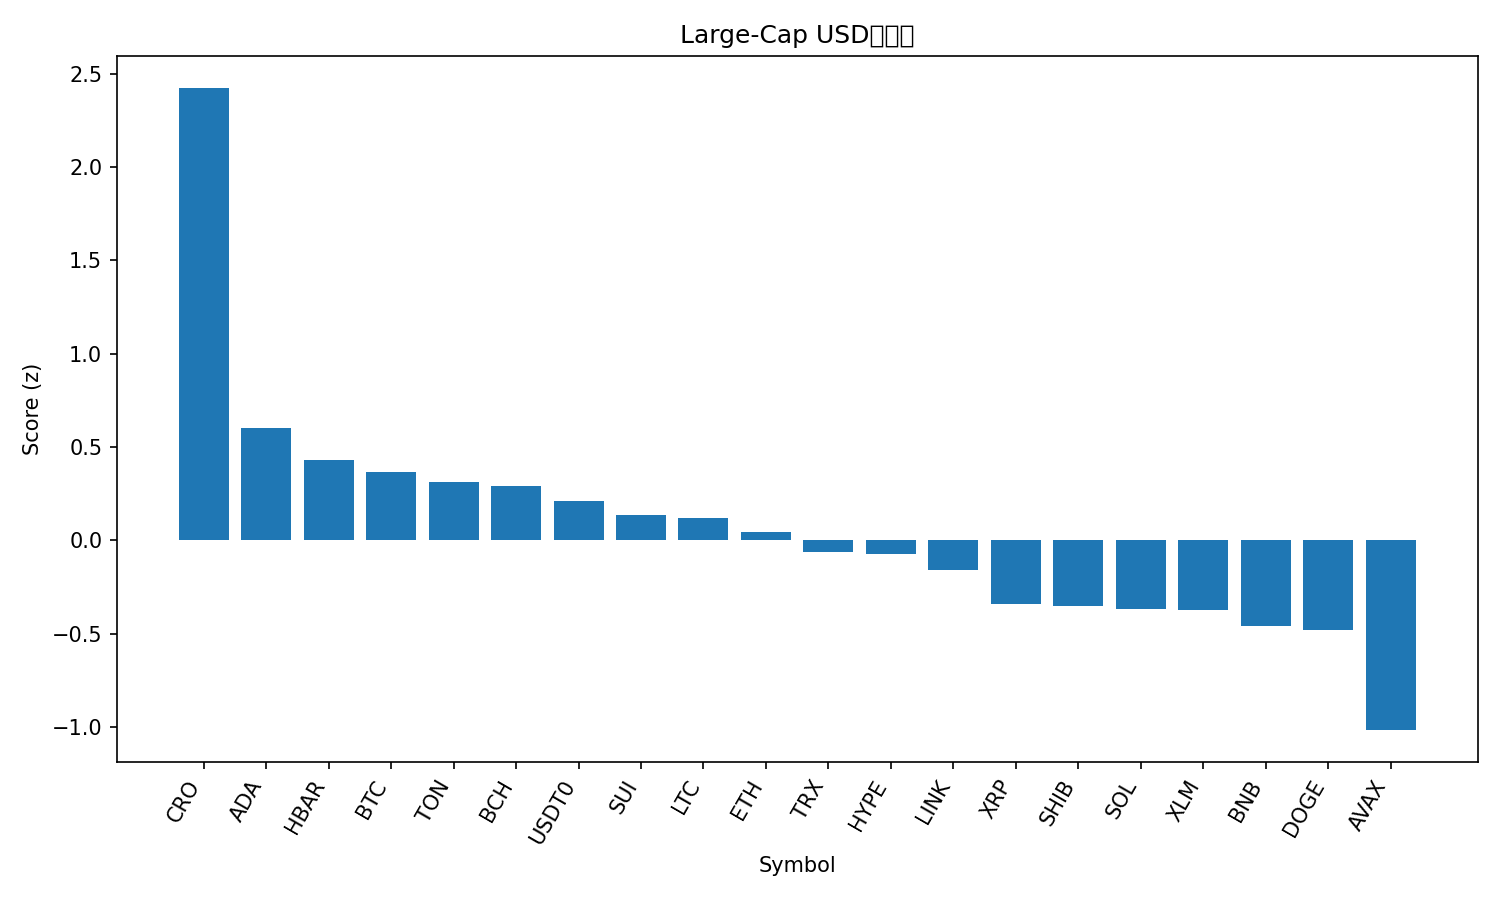 Large-Cap USD
2.5
2.0
1.5
1.0
0.5
0.0
−0.5
−1.0
Score (z)
CRO
ADA
HBAR
BTC
TON
BCH
USDT0
SUI
LTC
ETH
TRX
HYPE
LINK
XRP
SHIB
SOL
XLM
BNB
DOGE
AVAX
Symbol